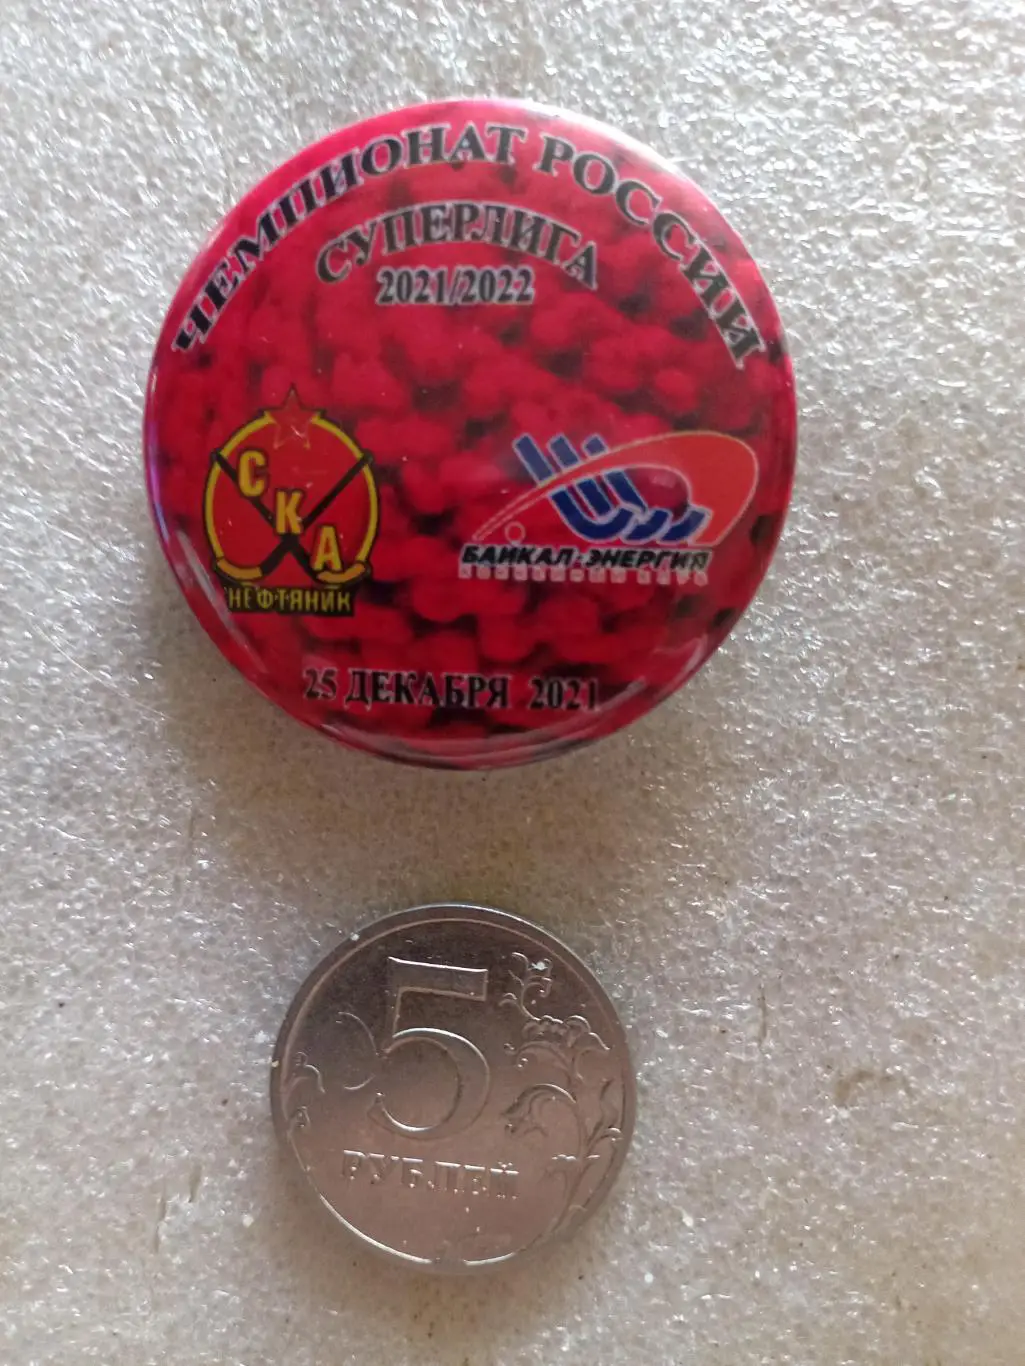 ЧЕМПИОНАТ РОССИИ
СУПЕРЛИГА
2021/2022
СКА
НЕФТЯНИК
БАЙКАЛ-ЭНЕРГИЯ
25 ДЕКАБРЯ 2021
5
РУБЛЕЙ